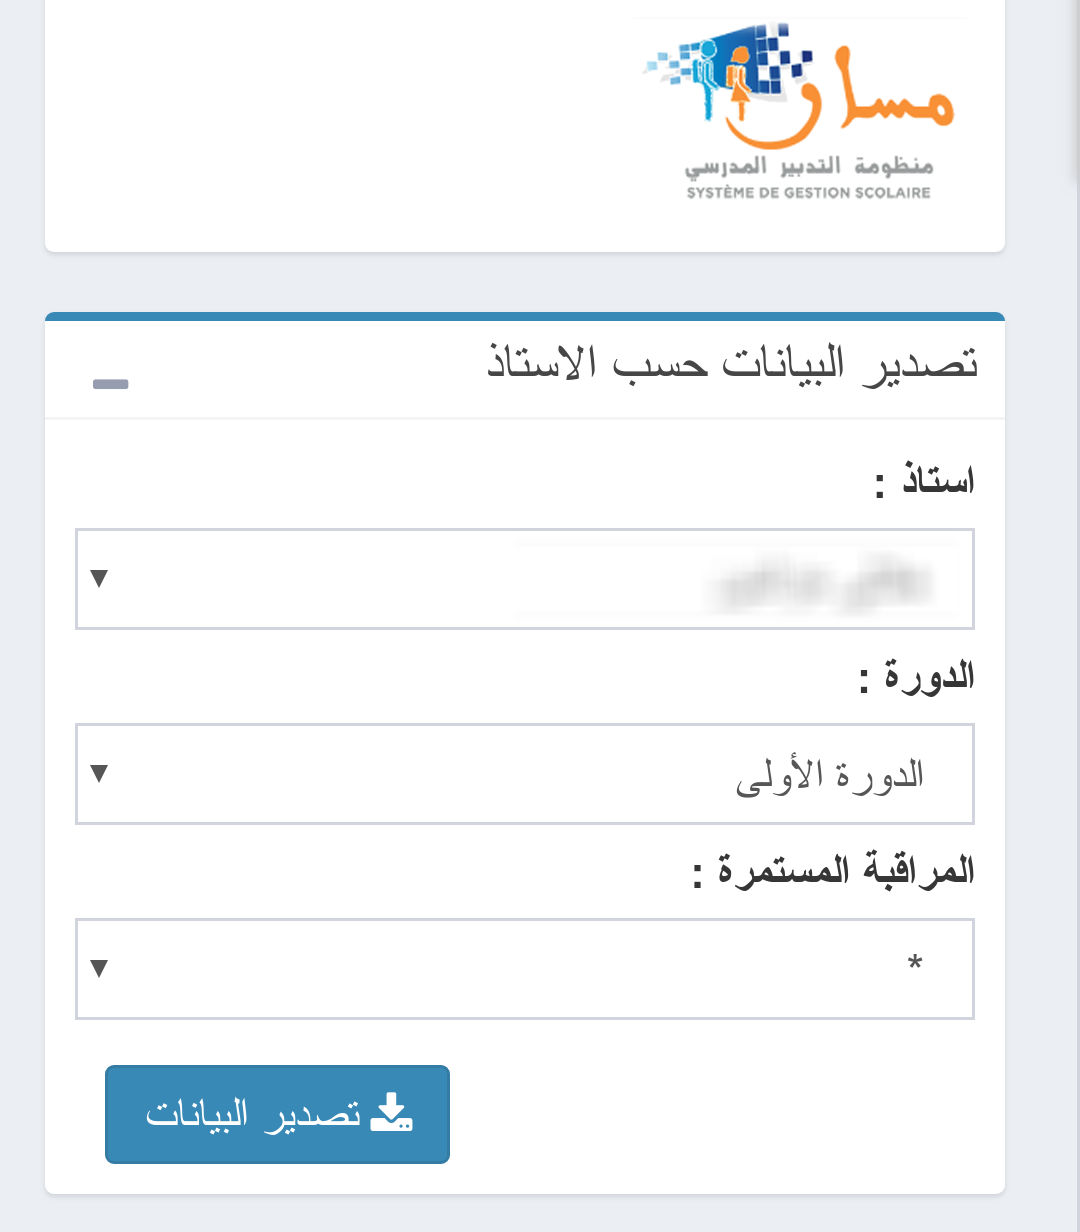 مسار
منظومة التدبير المدرسي
SYSTÈME DE GESTION SCOLAIRE
تصدير البيانات حسب الاستاذ
استاذ :
الدورة :
الدورة الأولى
المراقبة المستمرة :
*
تصدير البيانات